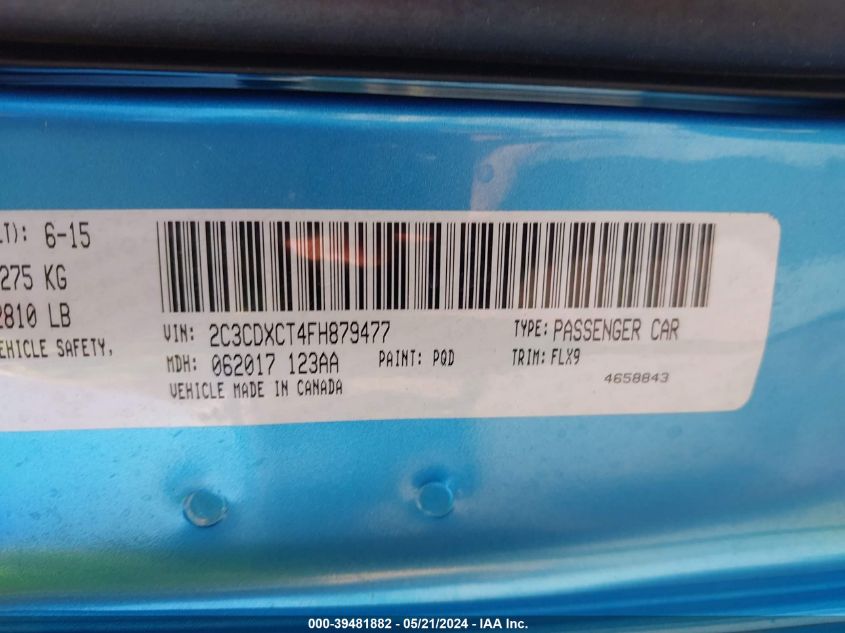 LT): 6-15
275 KG
2810 LB
EHICLE SAFETY,
VIN: 2C3CDXCT4FH879477 TYPE: PASSENGER CAR
MDH: 062017 123AA PAINT: PQD TRIM: FLX9
VEHICLE MADE IN CANADA 4658843
000-39481882 - 05/21/2024 - IAA Inc.